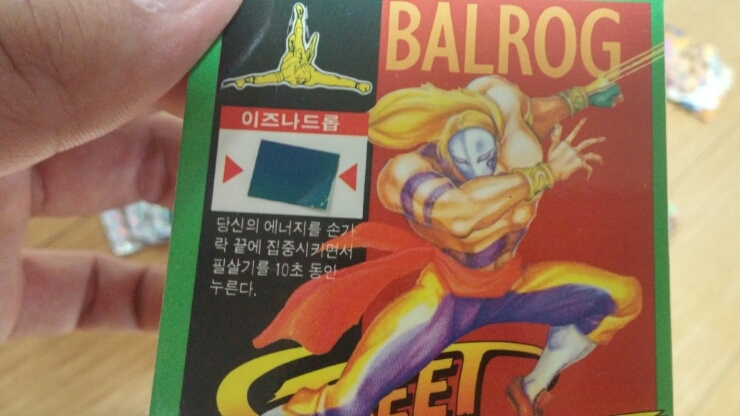 BALROG
이즈나드롭
당신의 에너지를 손가
락 끝에 집중시키면서
필살기를 10초 동안
누른다.